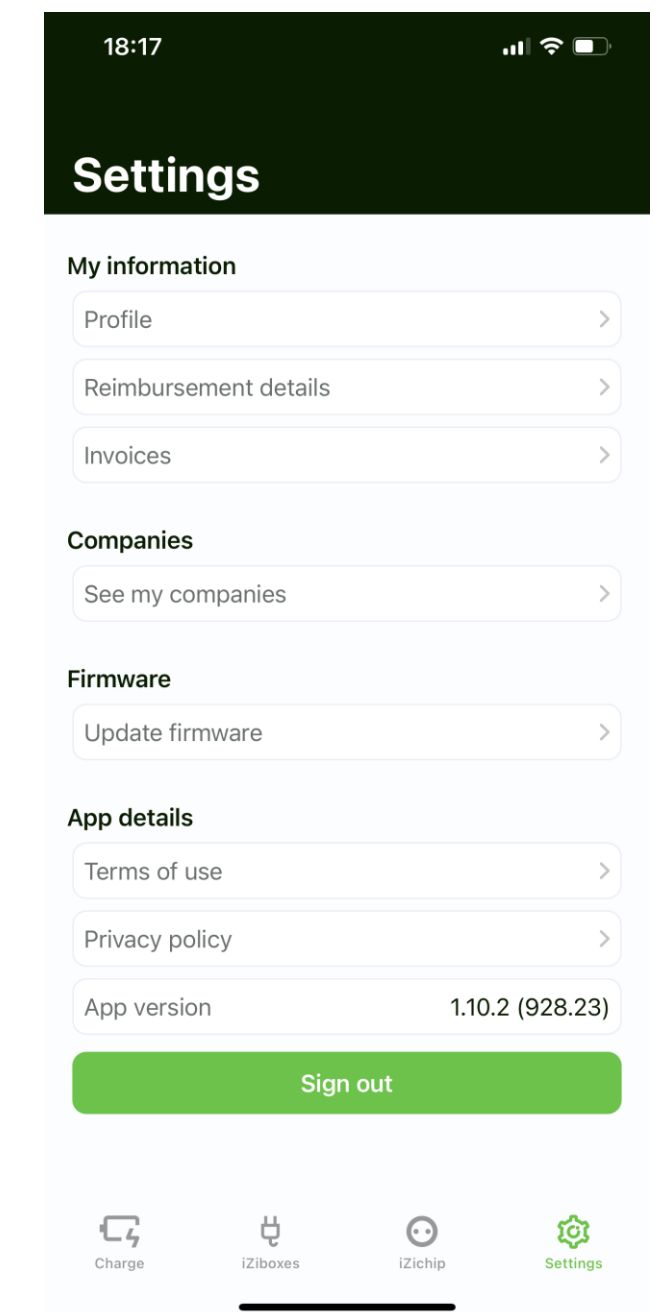 18:17
Settings
My information
Profile
Reimbursement details
Invoices
Companies
See my companies
Firmware
Update firmware
App details
Terms of use
Privacy policy
App version 1.10.2 (928.23)
Sign out
Charge iZiboxes iZichip Settings